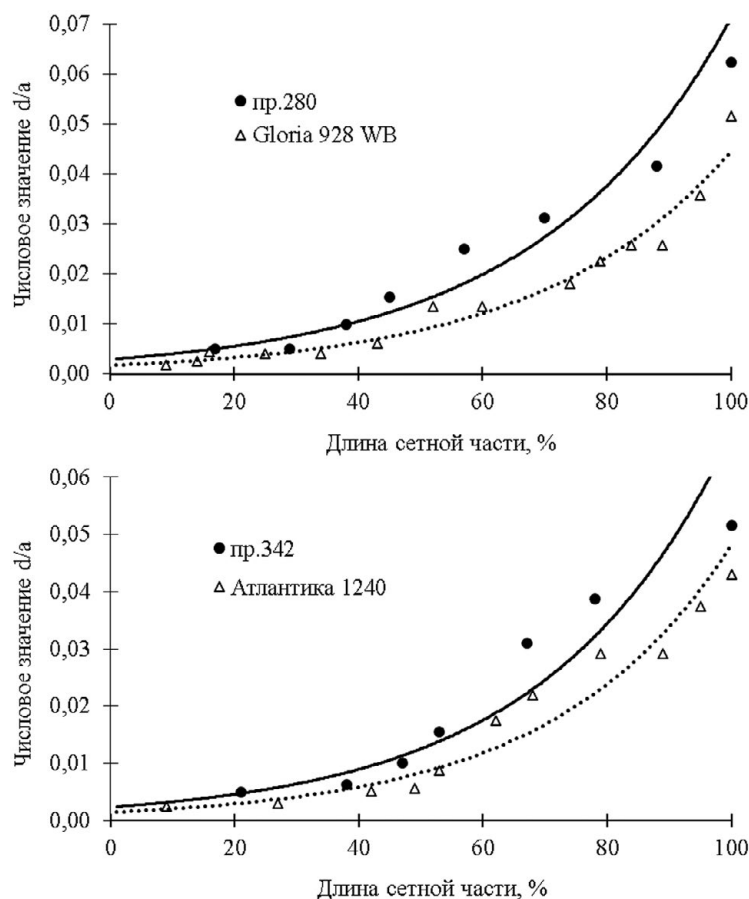 0,07
0,06
0,05
0,04
0,03
0,02
0,01
0,00
Числовое значение d/a
пр.280
Gloria 928 WB
0 20 40 60 80 100
Длина сетной части, %
0,06
0,05
0,04
0,03
0,02
0,01
0,00
Числовое значение d/a
пр.342
Атлантика 1240
0 20 40 60 80 100
Длина сетной части, %